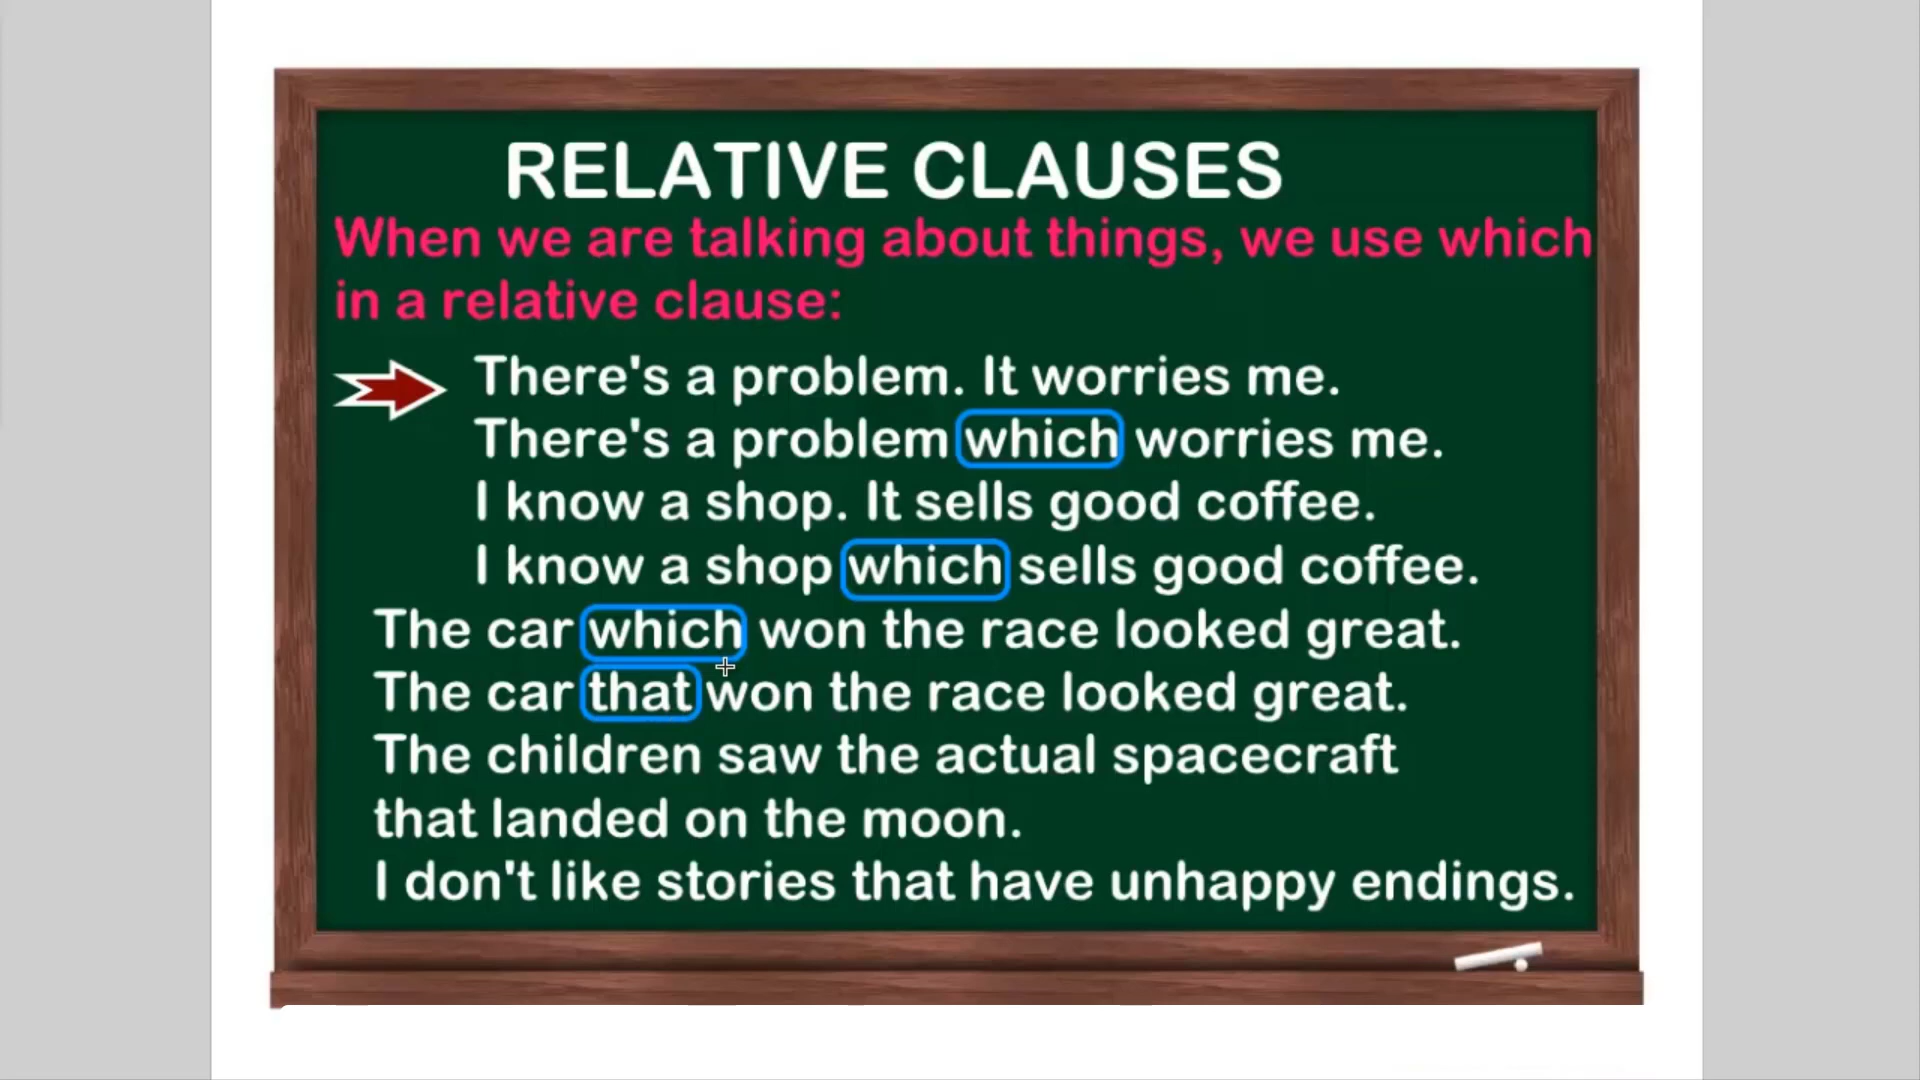 RELATIVE CLAUSES
When we are talking about things, we use which
in a relative clause:
There's a problem. It worries me.
There's a problem which worries me.
I know a shop. It sells good coffee.
I know a shop which sells good coffee.
The car which won the race looked great.
The car that won the race looked great.
The children saw the actual spacecraft
that landed on the moon.
I don't like stories that have unhappy endings.